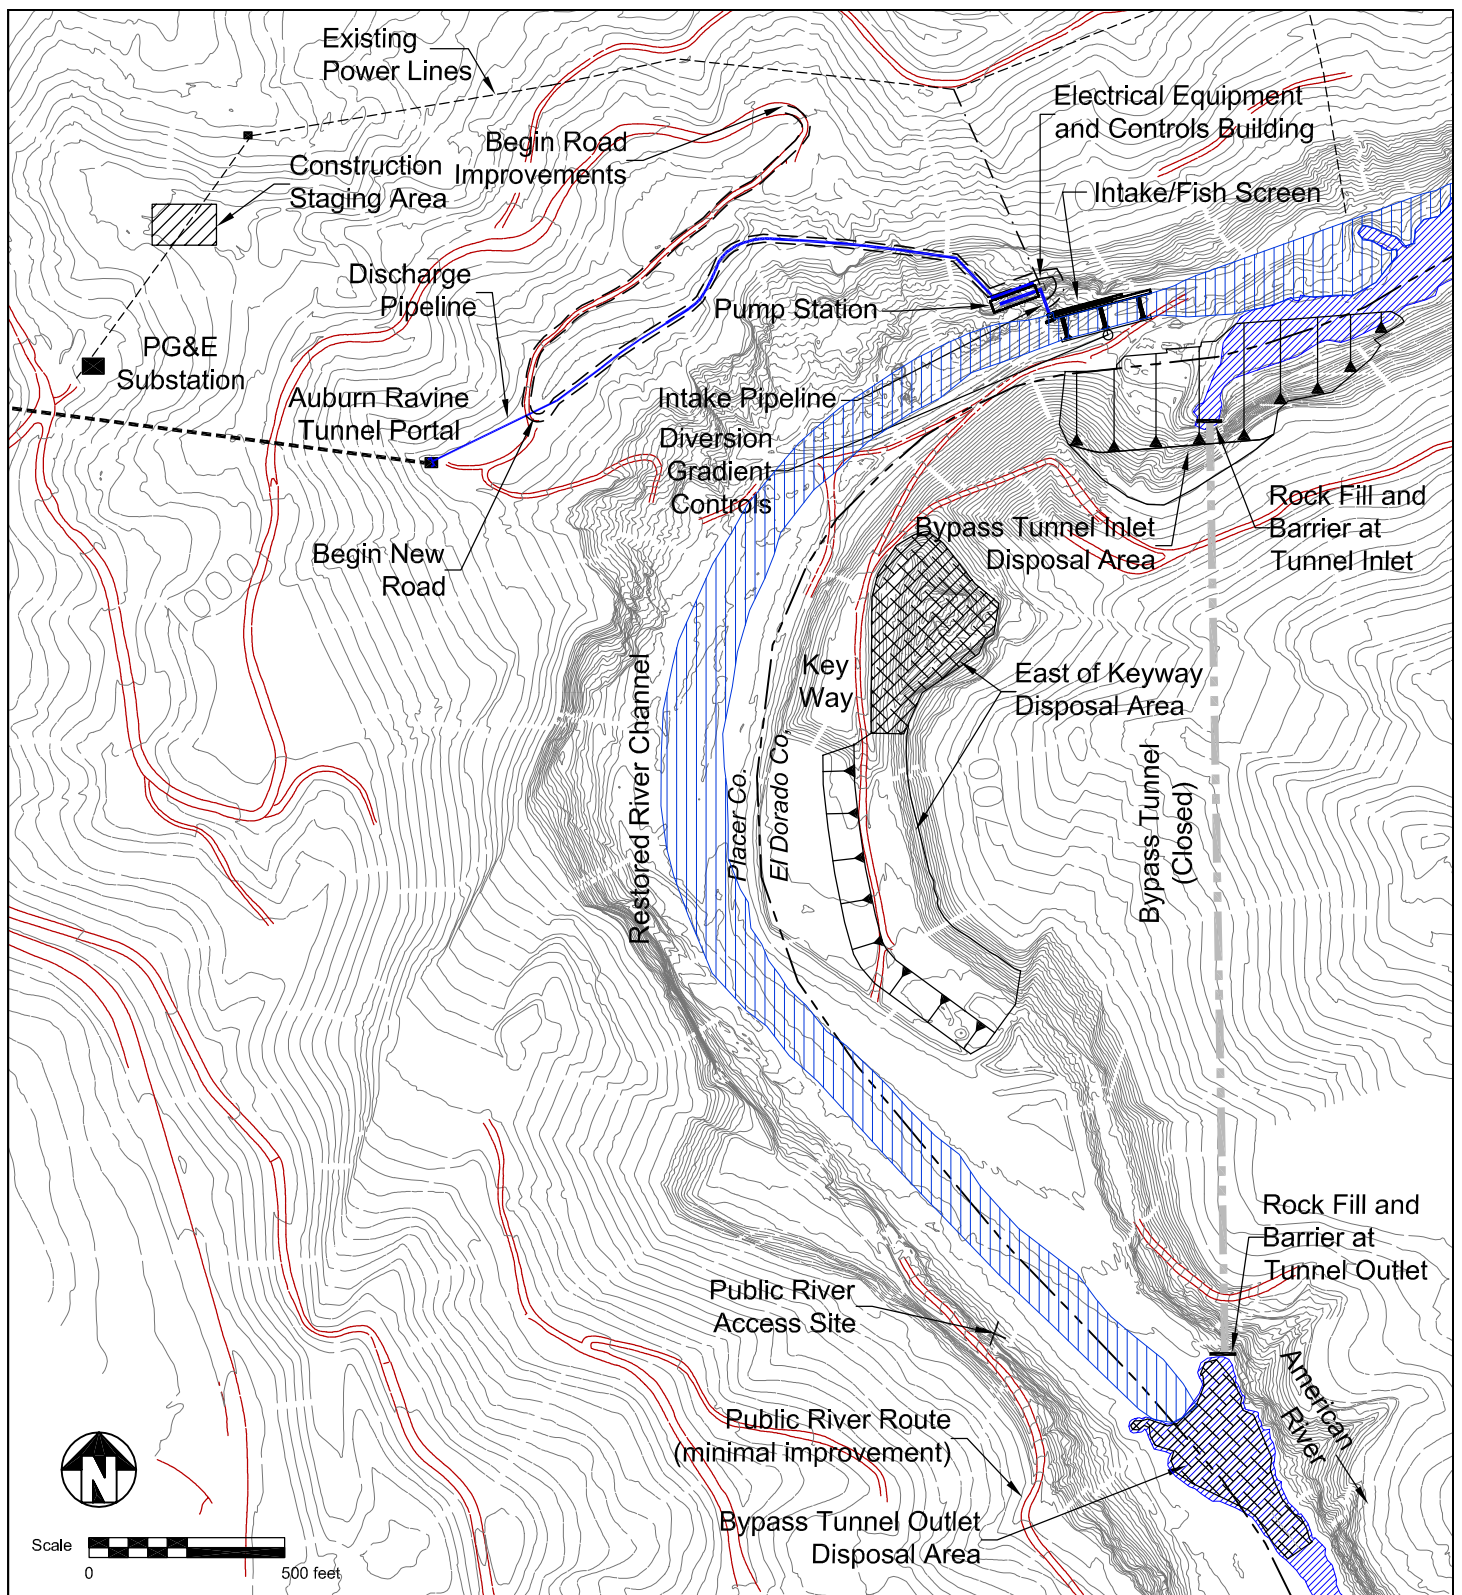 Existing
Power Lines
Electrical Equipment
and Controls Building
Begin Road
Improvements
Construction
Staging Area
Intake/Fish Screen
Discharge
Pipeline
Pump Station
PG&E
Substation
Auburn Ravine
Tunnel Portal
Intake Pipeline
Diversion
Gradient
Controls
Rock Fill and
Barrier at
Tunnel Inlet
Bypass Tunnel Inlet
Disposal Area
Begin New
Road
Key
Way
East of Keyway
Disposal Area
Restored River Channel
Placer Co.
El Dorado Co,
Bypass Tunnel
(Closed)
Rock Fill and
Barrier at
Tunnel Outlet
Public River
Access Site
American
River
Public River Route
(minimal improvement)
Bypass Tunnel Outlet
Disposal Area
N
Scale
0 500 feet